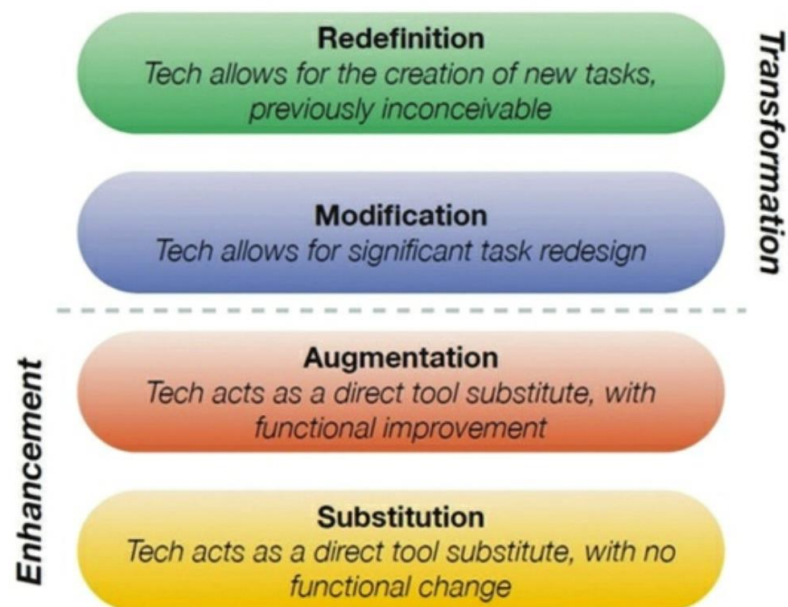 Redefinition
Tech allows for the creation of new tasks,
previously inconceivable
Transformation
Modification
Tech allows for significant task redesign
Augmentation
Tech acts as a direct tool substitute, with
functional improvement
Enhancement
Substitution
Tech acts as a direct tool substitute, with no
functional change